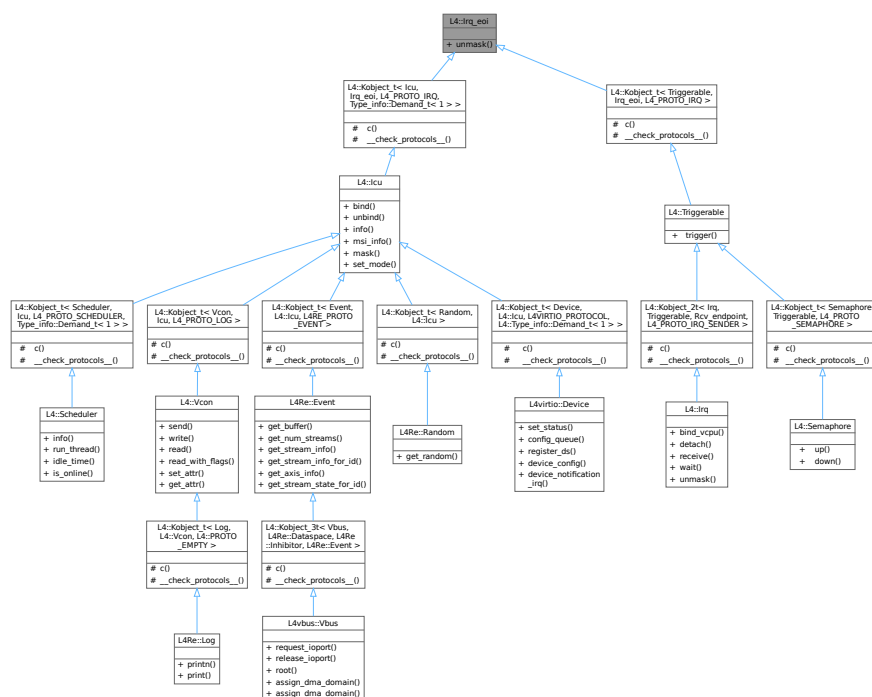 L4::Irq_eoi
+ unmask()
L4::Kobject_t< Icu,
Irq_eoi, L4_PROTO_IRQ,
Type_info::Demand_t< 1 > >
# c()
# __check_protocols__()
L4::Kobject_t< Triggerable,
Irq_eoi, L4_PROTO_IRQ >
# c()
# __check_protocols__()
L4::Icu
+ bind()
+ unbind()
+ info()
+ msi_info()
+ mask()
+ set_mode()
L4::Triggerable
+ trigger()
L4::Kobject_t< Scheduler,
Icu, L4_PROTO_SCHEDULER,
Type_info::Demand_t< 1 > >
# c()
# __check_protocols__()
L4::Kobject_t< Vcon,
Icu, L4_PROTO_LOG >
# c()
# __check_protocols__()
L4::Kobject_t< Event,
L4::Icu, L4RE_PROTO
_EVENT >
# c()
# __check_protocols__()
L4::Kobject_t< Random,
L4::Icu >
# c()
# __check_protocols__()
L4::Kobject_t< Device,
L4::Icu, L4VIRTIO_PROTOCOL,
L4::Type_info::Demand_t< 1 > >
# c()
# __check_protocols__()
L4::Kobject_2t< Irq,
Triggerable, Rcv_endpoint,
L4_PROTO_IRQ_SENDER >
# c()
# __check_protocols__()
L4::Kobject_t< Semaphore,
Triggerable, L4_PROTO
_SEMAPHORE >
# c()
# __check_protocols__()
L4::Scheduler
+ info()
+ run_thread()
+ idle_time()
+ is_online()
L4::Vcon
+ send()
+ write()
+ read()
+ read_with_flags()
+ set_attr()
+ get_attr()
L4Re::Event
+ get_buffer()
+ get_num_streams()
+ get_stream_info()
+ get_stream_info_for_id()
+ get_axis_info()
+ get_stream_state_for_id()
L4Re::Random
+ get_random()
L4virtio::Device
+ set_status()
+ config_queue()
+ register_ds()
+ device_config()
+ device_notification
_irq()
L4::Irq
+ bind_vcpu()
+ detach()
+ receive()
+ wait()
+ unmask()
L4::Semaphore
+ up()
+ down()
L4::Kobject_t< Log,
L4::Vcon, L4::PROTO
_EMPTY >
# c()
# __check_protocols__()
L4::Kobject_3t< Vbus,
L4Re::Dataspace, L4Re
::Inhibitor, L4Re::Event >
# c()
# __check_protocols__()
L4Re::Log
+ printn()
+ print()
L4vbus::Vbus
+ request_ioport()
+ release_ioport()
+ root()
+ assign_dma_domain()
+ assign_dma_domain()